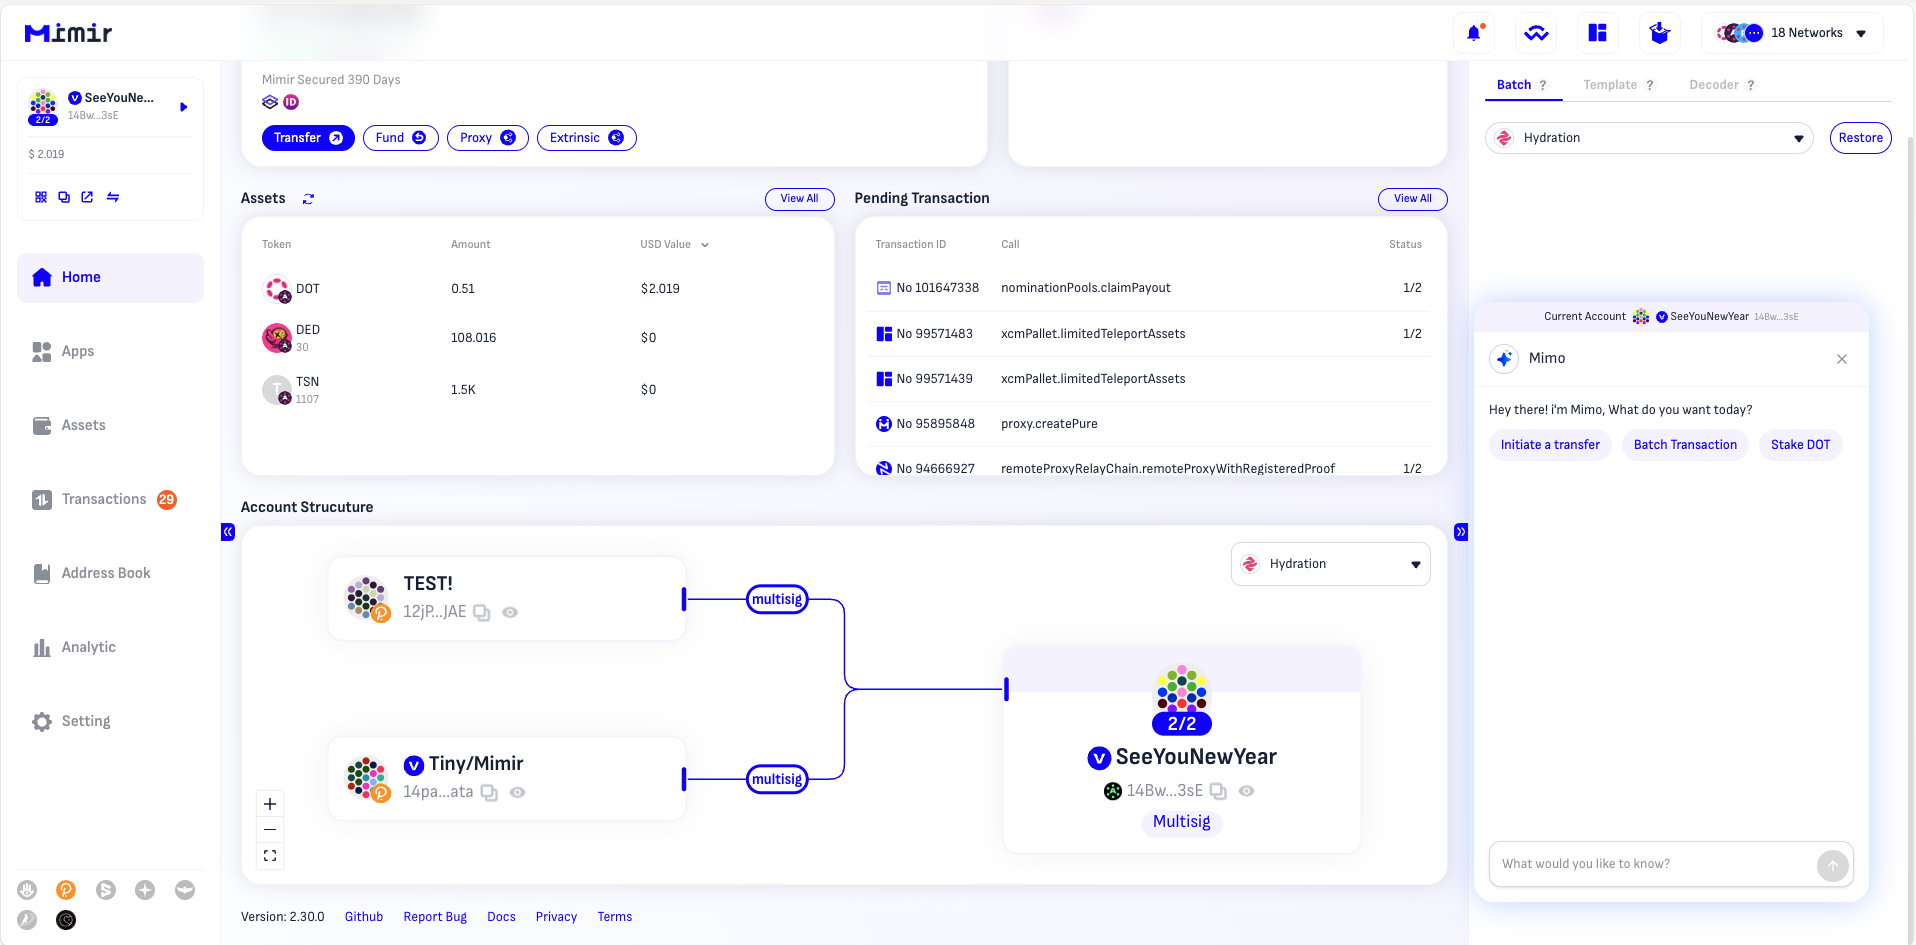 Mimir
18 Networks
SeeYouNe...
14Bw...3sE
2/2
$ 2.019
Home
Apps
Assets
Transactions 29
Address Book
Analytic
Setting
Mimir Secured 390 Days
ID
Transfer
Fund
Proxy
Extrinsic
Assets
View All
Token Amount USD Value
DOT 0.51 $2.019
DED
30
108.016 $0
T
TSN
1107
1.5K $0
Pending Transaction
View All
Transaction ID Call Status
No 101647338 nominationPools.claimPayout 1/2
No 99571483 xcmPallet.limitedTeleportAssets 1/2
No 99571439 xcmPallet.limitedTeleportAssets
No 95895848 proxy.createPure
No 94666927 remoteProxyRelayChain.remoteProxyWithRegisteredProof 1/2
Account Strucuture
Hydration
TEST!
12jP...JAE
multisig
Tiny/Mimir
14pa...ata
multisig
2/2
SeeYouNewYear
14Bw...3sE
Multisig
Version: 2.30.0 Github Report Bug Docs Privacy Terms
Batch ? Template ? Decoder ?
Hydration
Restore
Current Account SeeYouNewYear 14Bw...3sE
Mimo
Hey there! i'm Mimo, What do you want today?
Initiate a transfer
Batch Transaction
Stake DOT
What would you like to know?